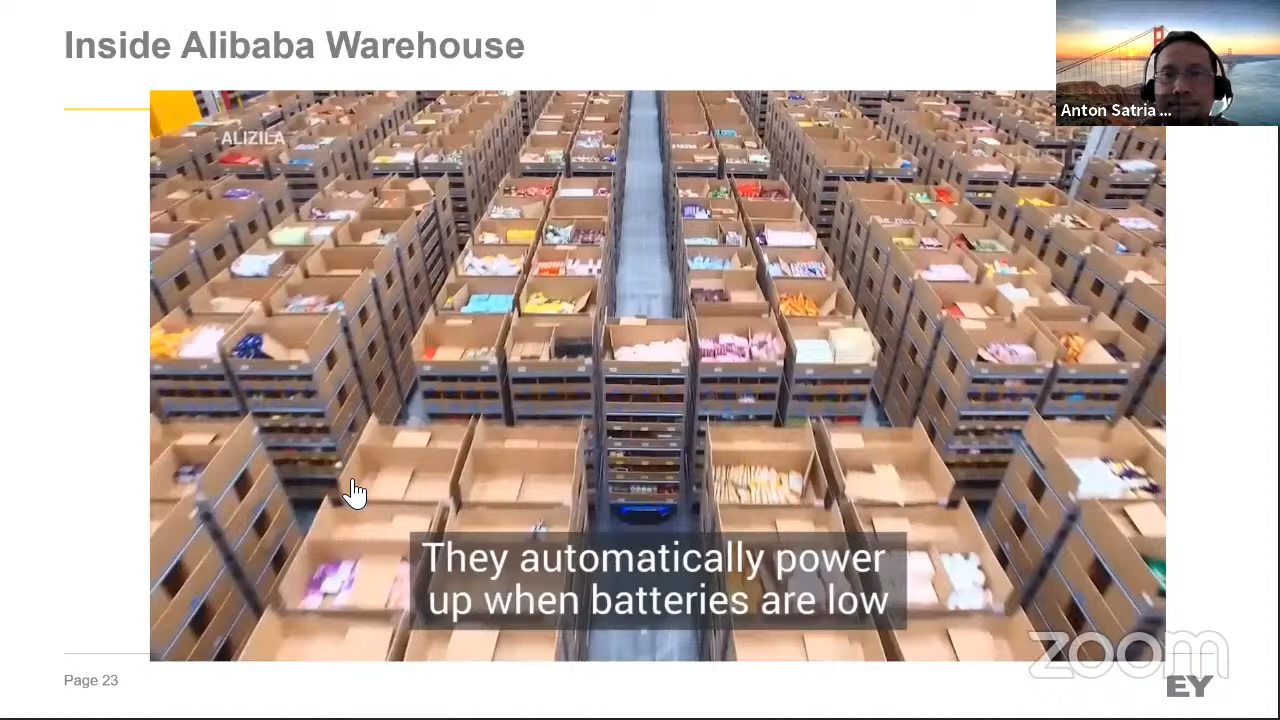 Inside Alibaba Warehouse
Anton Satria ...
ALIZILA
They automatically power
up when batteries are low
zoom
Page 23
EY